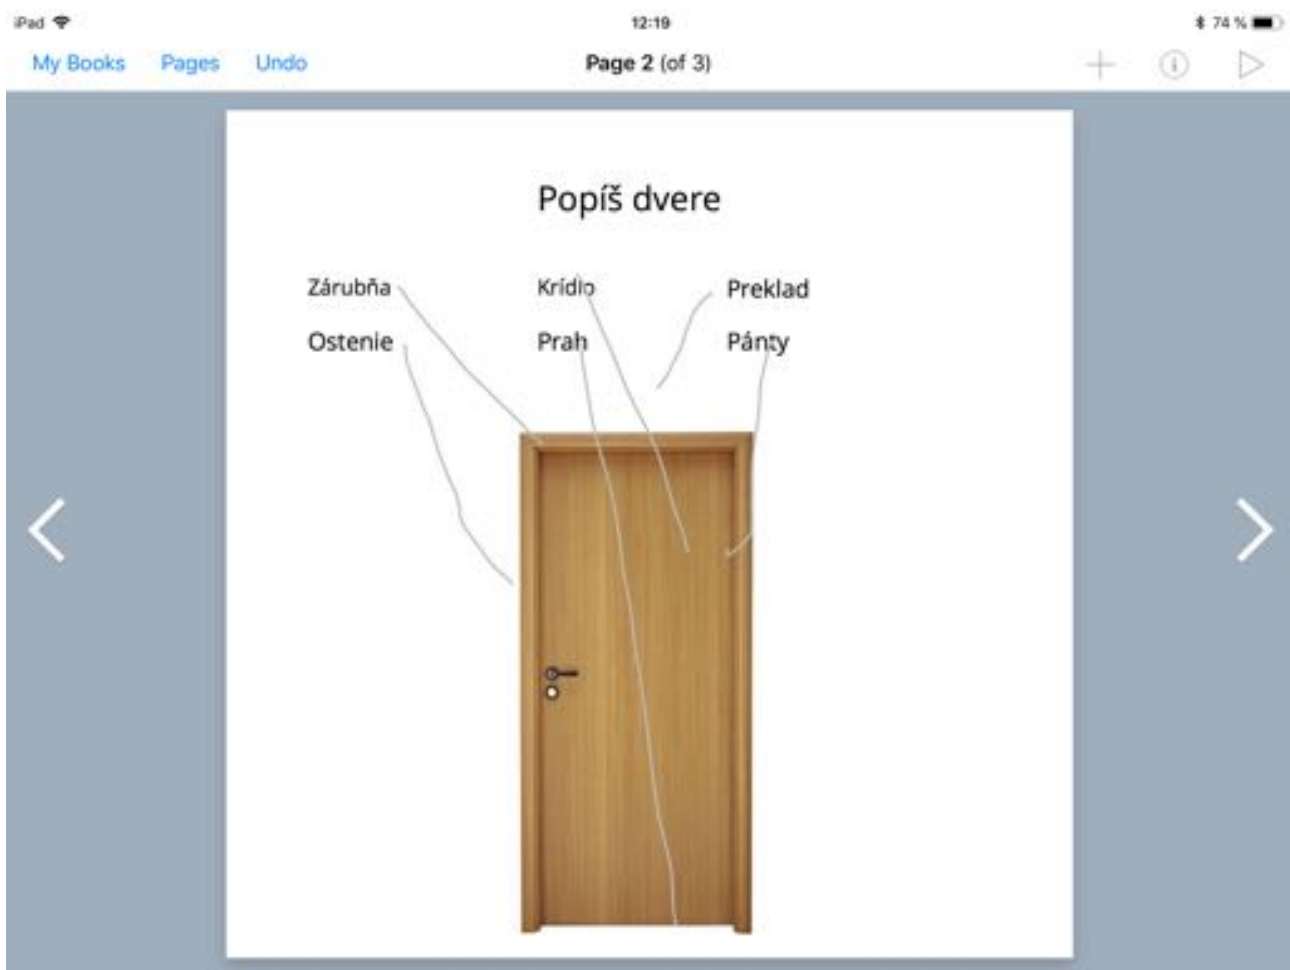 iPad 12:19 74 %
My Books Pages Undo Page 2 (of 3)
Popíš dvere
Zárubňa Krídlo Preklad
Ostenie Prah Pánty